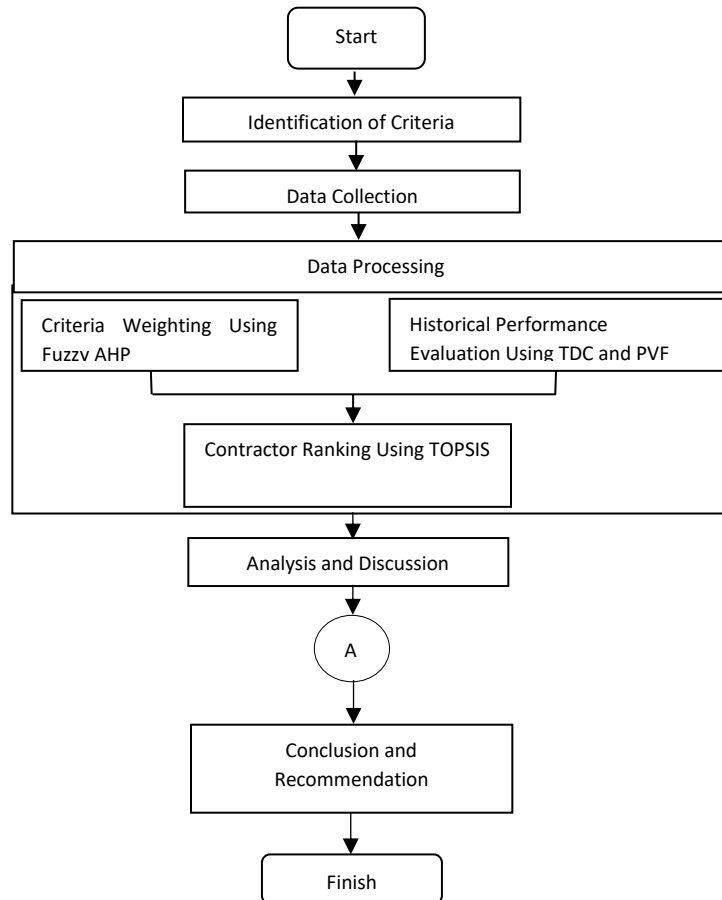 Start
Identification of Criteria
Data Collection
Data Processing
Criteria Weighting Using
Fuzzy AHP
Historical Performance
Evaluation Using TDC and PVF
Contractor Ranking Using TOPSIS
Analysis and Discussion
A
Conclusion and
Recommendation
Finish